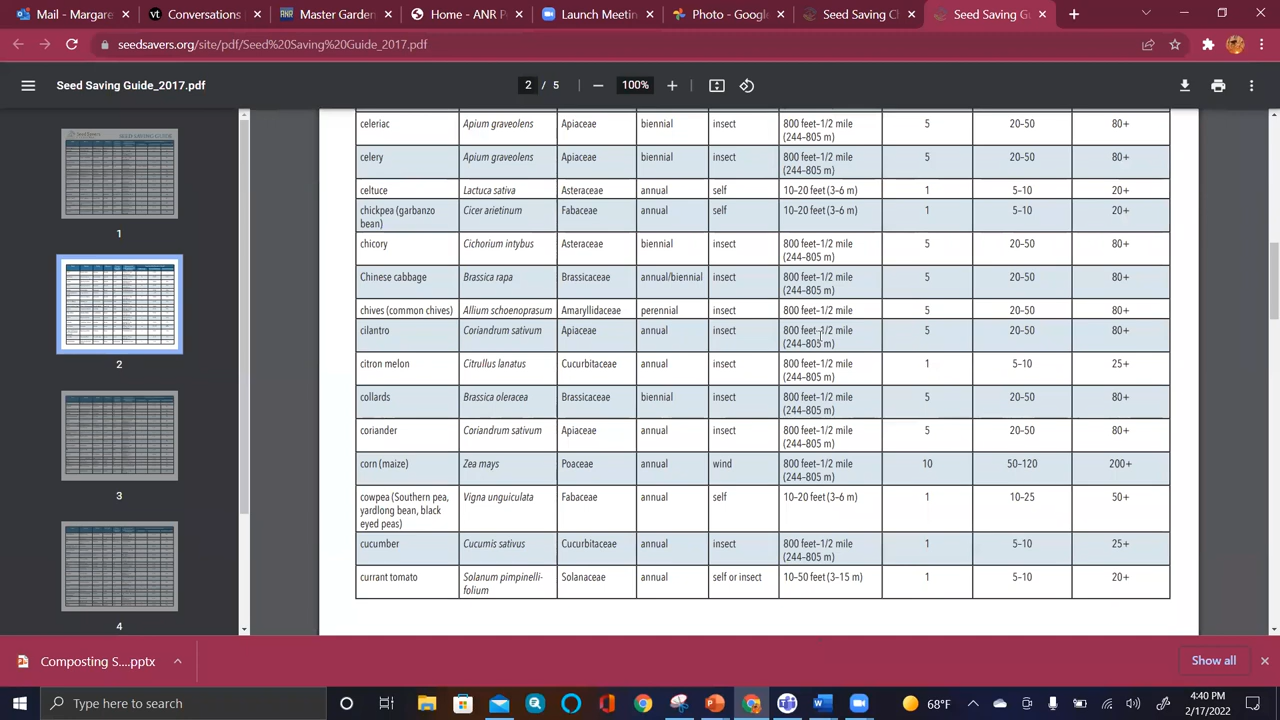 Mail - Margare
Conversations
Master Garden
Home - ANR P
Launch Meetin
Photo - Google
Seed Saving Cl
Seed Saving Gu
seedsavers.org/site/pdf/Seed%20Saving%20Guide_2017.pdf
Seed Saving Guide_2017.pdf
2 / 5
100%
celeriac Apium graveolens Apiaceae biennial insect 800 feet–1/2 mile 5 20–50 80+
(244–805 m)
celery Apium graveolens Apiaceae biennial insect 800 feet–1/2 mile 5 20–50 80+
(244–805 m)
celtuce Lactuca sativa Asteraceae annual self 10–20 feet (3–6 m) 1 5–10 20+
chickpea (garbanzo Cicer arietinum Fabaceae annual self 10–20 feet (3–6 m) 1 5–10 20+
bean)
chicory Cichorium intybus Asteraceae biennial insect 800 feet–1/2 mile 5 20–50 80+
(244–805 m)
Chinese cabbage Brassica rapa Brassicaceae annual/biennial insect 800 feet–1/2 mile 5 20–50 80+
(244–805 m)
chives (common chives) Allium schoenoprasum Amaryllidaceae perennial insect 800 feet–1/2 mile 5 20–50 80+
cilantro Coriandrum sativum Apiaceae annual insect 800 feet–1/2 mile 5 20–50 80+
(244–805 m)
citron melon Citrullus lanatus Cucurbitaceae annual insect 800 feet–1/2 mile 1 5–10 25+
(244–805 m)
collards Brassica oleracea Brassicaceae biennial insect 800 feet–1/2 mile 5 20–50 80+
(244–805 m)
coriander Coriandrum sativum Apiaceae annual insect 800 feet–1/2 mile 5 20–50 80+
(244–805 m)
corn (maize) Zea mays Poaceae annual wind 800 feet–1/2 mile 10 50–120 200+
(244–805 m)
cowpea (Southern pea, Vigna unguiculata Fabaceae annual self 10–20 feet (3–6 m) 1 10–25 50+
yardlong bean, black
eyed peas)
cucumber Cucumis sativus Cucurbitaceae annual insect 800 feet–1/2 mile 1 5–10 25+
(244–805 m)
currant tomato Solanum pimpinelli- Solanaceae annual self or insect 10–50 feet (3–15 m) 1 5–10 20+
folium
1
2
3
4
Composting S....pptx
Show all
Type here to search
68°F
4:40 PM
2/17/2022